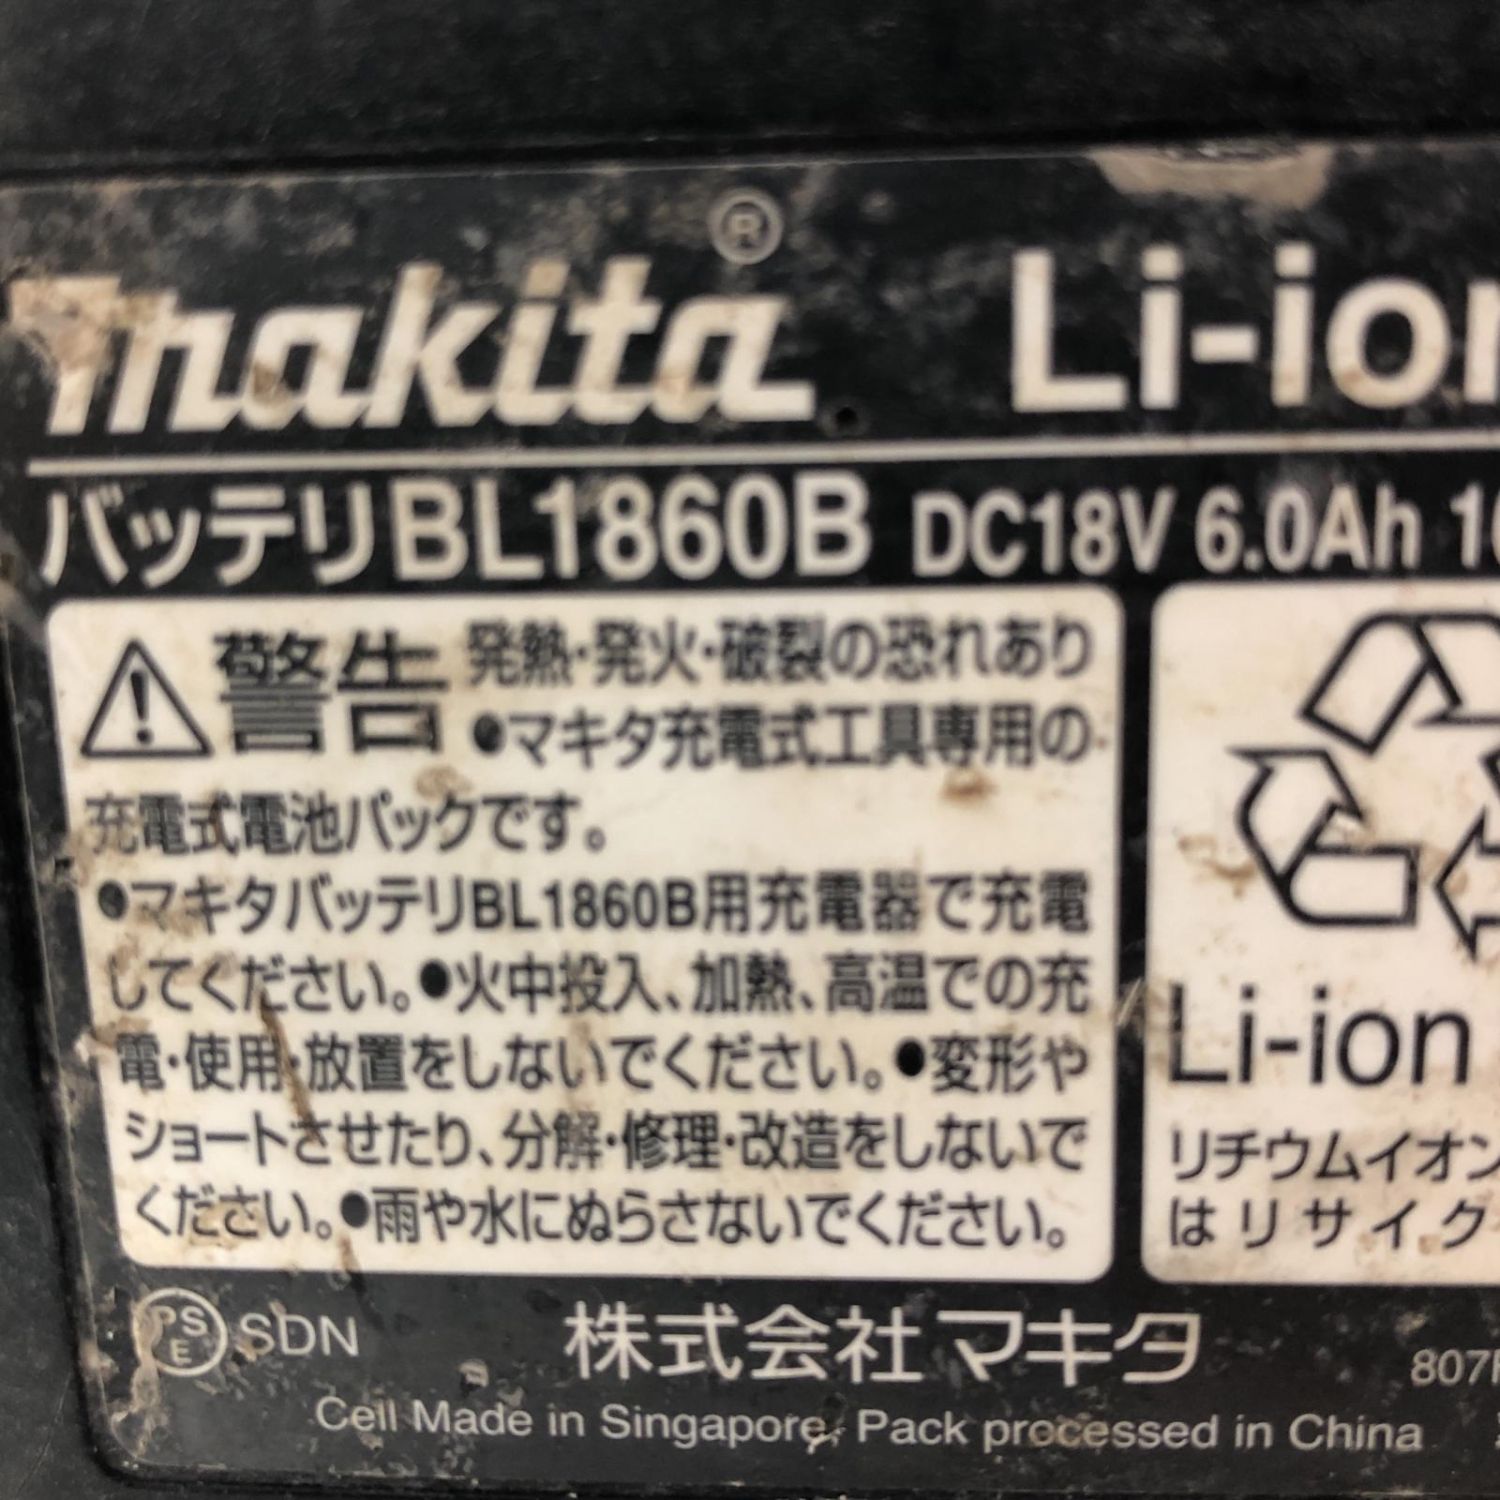 makita® Li-ion
バッテリBL1860B DC18V 6.0Ah
警告 発熱・発火・破裂の恐れあり
●マキタ充電式工具専用の
充電式電池パックです。
●マキタバッテリBL1860B用充電器で充電
してください。●火中投入、加熱、高温での充
電・使用・放置をしないでください。●変形や
ショートさせたり、分解・修理・改造をしないで
ください。●雨や水にぬらさないでください。
Li-ion
リチウムイオン
はリサイク
PSE SDN 株式会社マキタ
Cell Made in Singapore, Pack processed in China